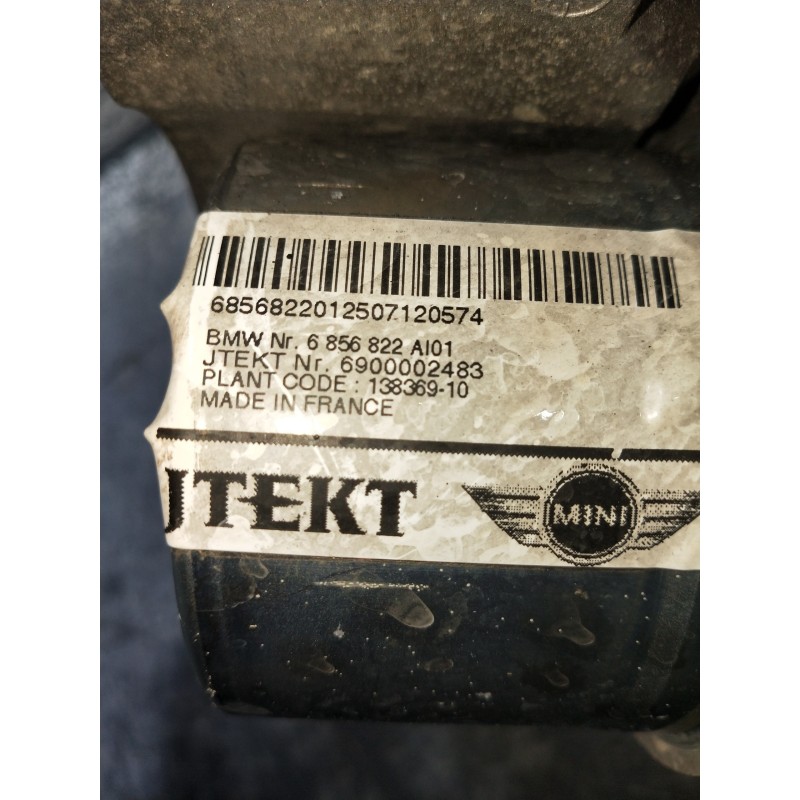 6856822012507120574
BMW Nr. 6 856 822 AI01
JTEKT Nr. 6900002483
PLANT CODE : 138369-10
MADE IN FRANCE
JTEKT
MINI